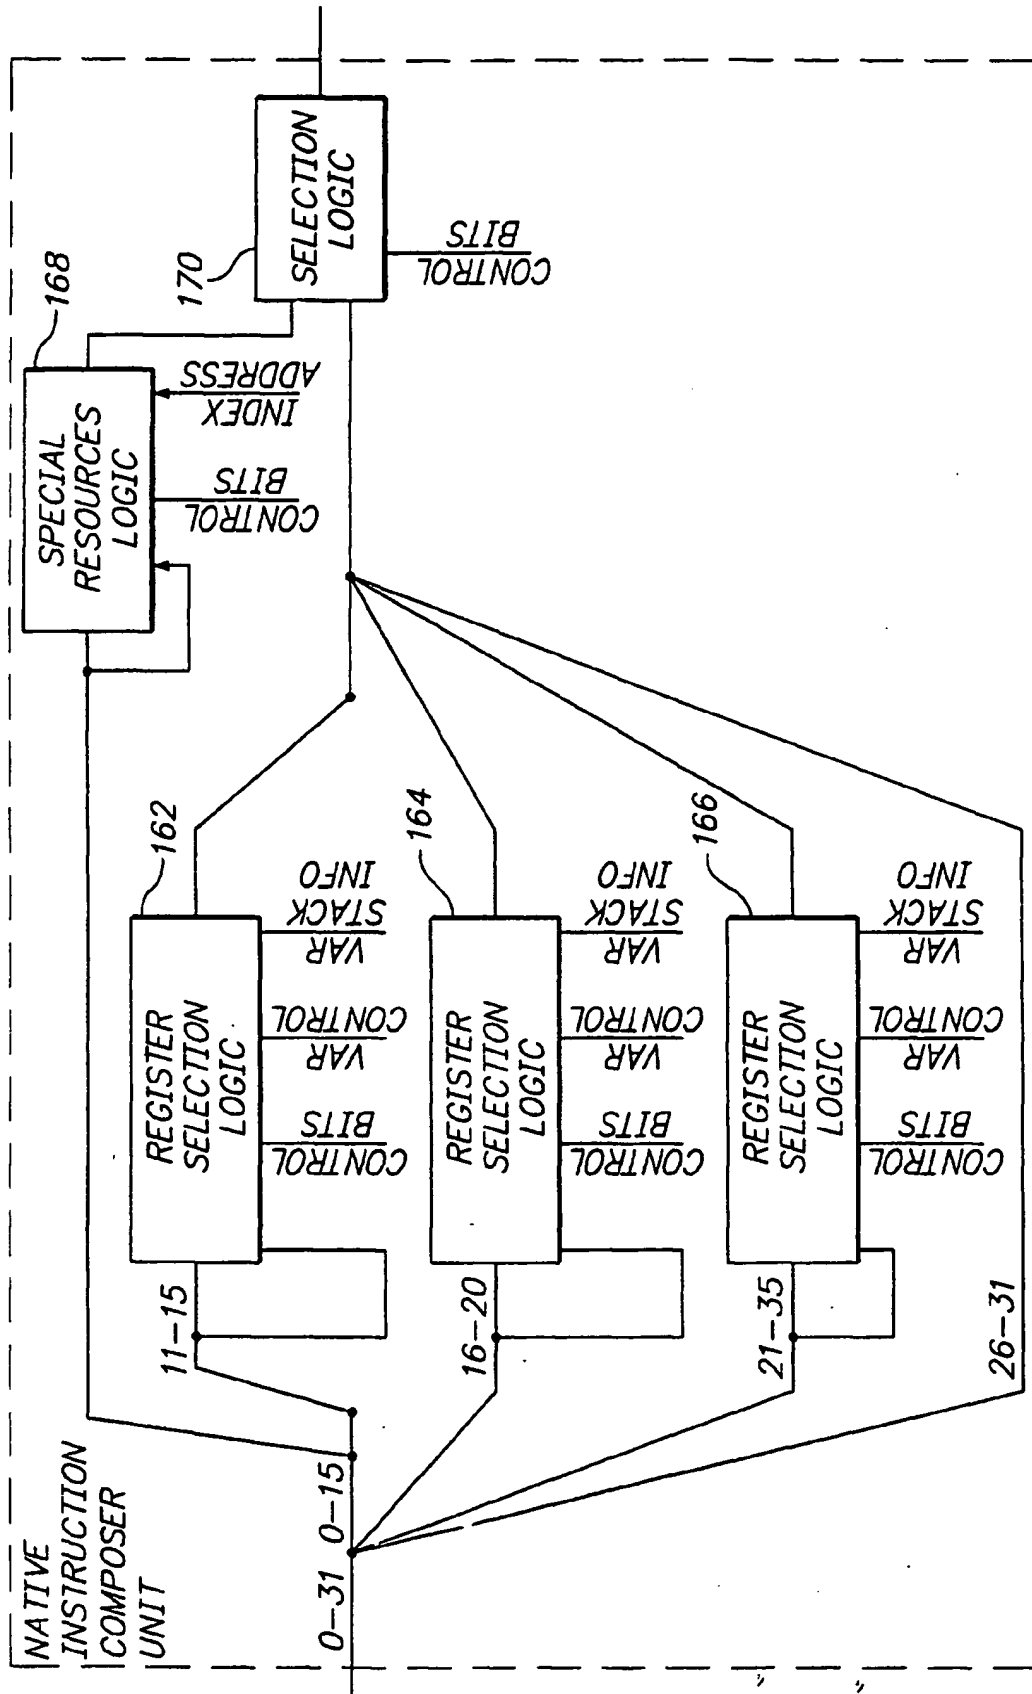 NATIVE
INSTRUCTION
COMPOSER
UNIT
0–31
0–15
11–15
16–20
21–35
26–31
REGISTER
SELECTION
LOGIC
162
CONTROL
BITS
VAR
CONTROL
VAR
STACK
INFO
REGISTER
SELECTION
LOGIC
164
CONTROL
BITS
VAR
CONTROL
VAR
STACK
INFO
REGISTER
SELECTION
LOGIC
166
CONTROL
BITS
VAR
CONTROL
VAR
STACK
INFO
SPECIAL
RESOURCES
LOGIC
168
CONTROL
BITS
INDEX
ADDRESS
170
SELECTION
LOGIC
CONTROL
BITS